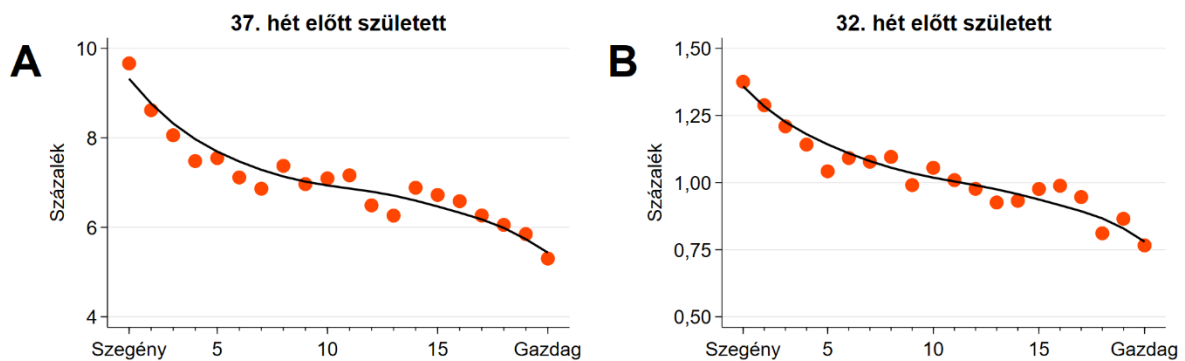 A
37. hét előtt született
Százalék
10
8
6
4
Szegény 5 10 15 Gazdag
B
32. hét előtt született
Százalék
1,50
1,25
1,00
0,75
0,50
Szegény 5 10 15 Gazdag